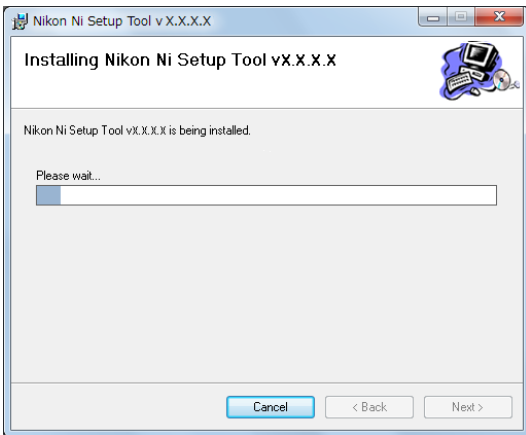 Nikon Ni Setup Tool v X.X.X.X
Installing Nikon Ni Setup Tool vX.X.X.X
Nikon Ni Setup Tool vX.X.X.X is being installed.
Please wait...
Cancel
< Back
Next >